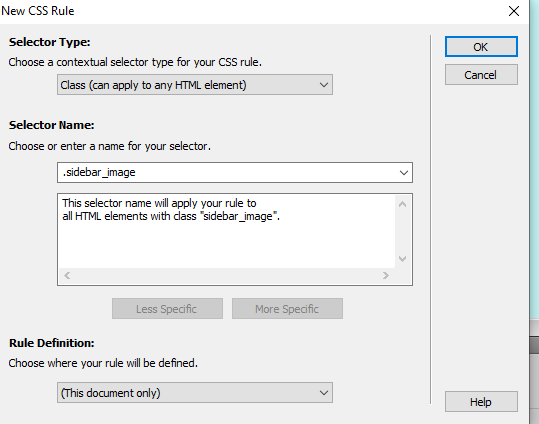 New CSS Rule
Selector Type:
Choose a contextual selector type for your CSS rule.
Class (can apply to any HTML element)
OK
Cancel
Selector Name:
Choose or enter a name for your selector.
.sidebar_image
This selector name will apply your rule to
all HTML elements with class "sidebar_image".
Less Specific
More Specific
Rule Definition:
Choose where your rule will be defined.
(This document only)
Help